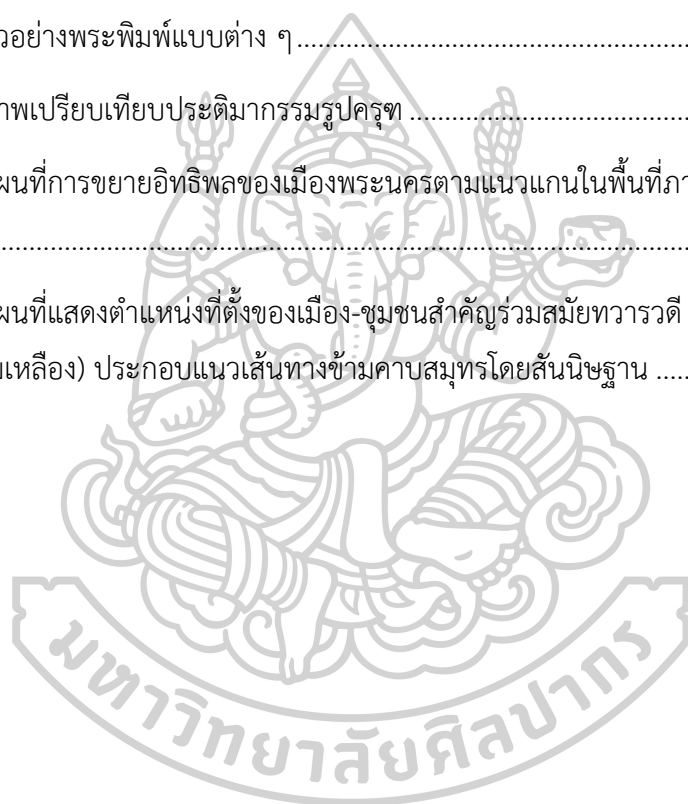 วอย่างพระพิมพ์แบบต่าง ๆ ..........................................................................
าพเปรียบเทียบประติมากรรมรูปครุฑ ....................................................
ผนที่การขยายอิทธิพลของเมืองพระนครตามแนวแกนในพื้นที่ภา
..........................................................................................................................
ผนที่แสดงตำแหน่งที่ตั้งของเมือง-ชุมชนสำคัญร่วมสมัยทวารวดี
มเหลือง) ประกอบแนวเส้นทางข้ามคาบสมุทรโดยสันนิษฐาน .....
มหาวิทยาลัยศิลปากร